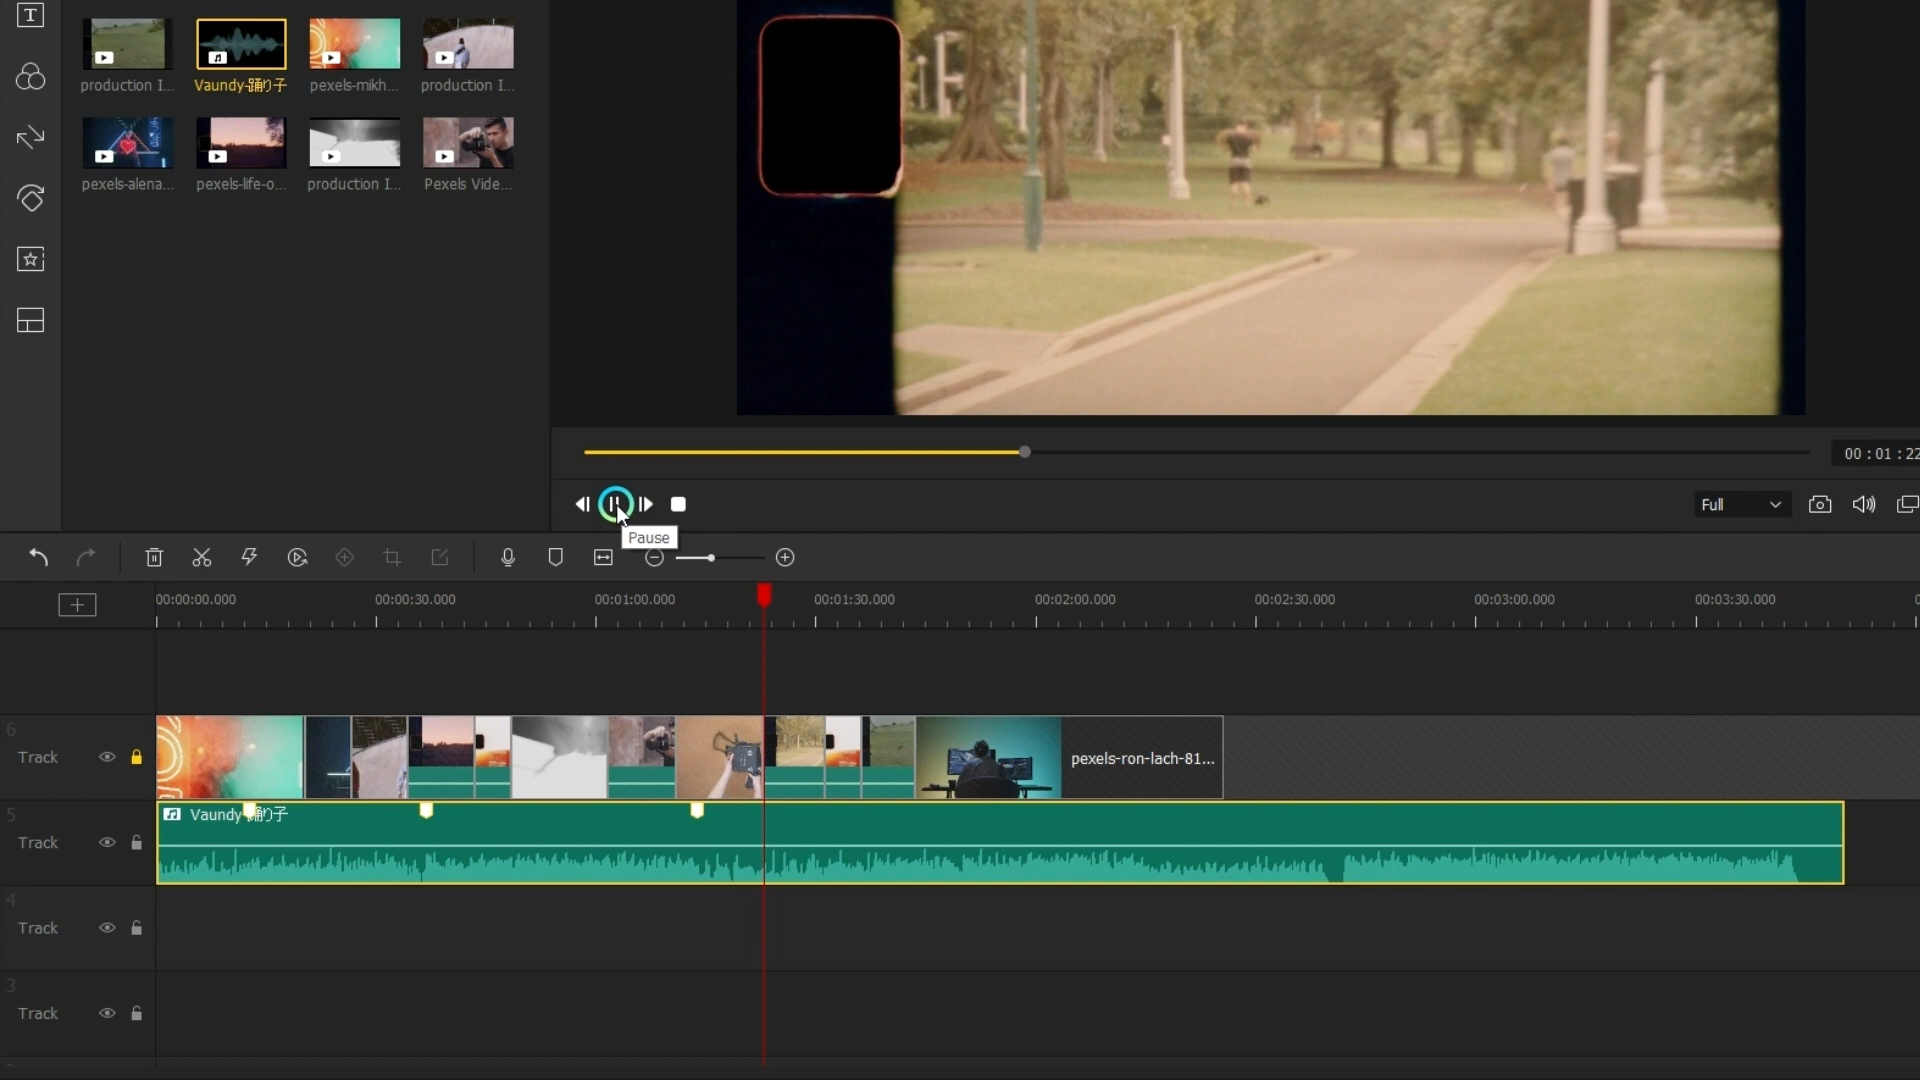 T
production I...
Vaundy-踊り子
pexels-mikh...
production I...
pexels-alena...
pexels-life-o...
production I...
Pexels Vide...
00 : 01 : 22
Full
Pause
00:00:00.000
00:00:30.000
00:01:00.000
00:01:30.000
00:02:00.000
00:02:30.000
00:03:00.000
00:03:30.000
6
Track
pexels-ron-lach-81...
5
Vaundy 踊り子
Track
4
Track
3
Track